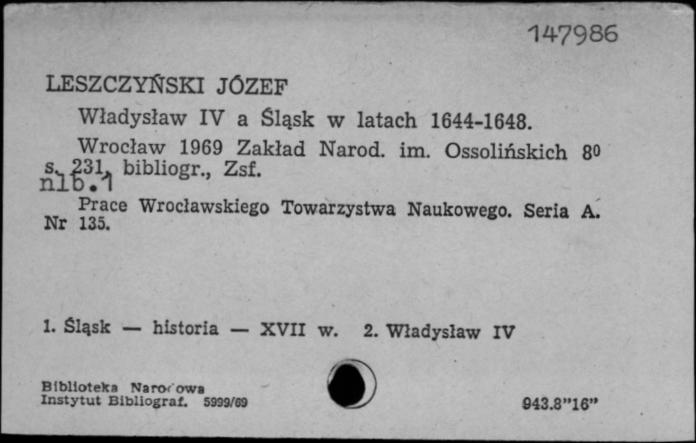 147986
LESZCZYŃSKI JÓZEF
Władysław IV a Śląsk w latach 1644-1648.
Wrocław 1969 Zakład Narod. im. Ossolińskich 8⁰
s. 231, bibliogr., Zsf.
nlb.1
Prace Wrocławskiego Towarzystwa Naukowego. Seria A.
Nr 135.
1. Śląsk — historia — XVII w. 2. Władysław IV
Biblioteka Narodowa
Instytut Bibliograf. 5999/69
943.8"16"